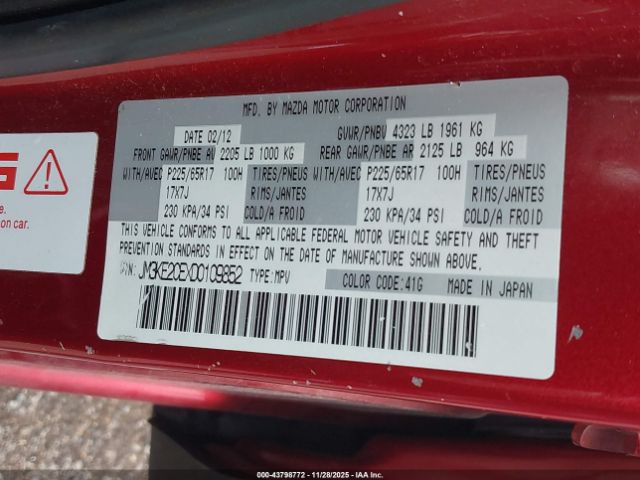 MFD. BY MAZDA MOTOR CORPORATION
DATE 02/12 GVWR/PNBV 4323 LB 1961 KG
FRONT GAWR/PNBE AV 2205 LB 1000 KG REAR GAWR/PNBE AR 2125 LB 964 KG
WITH/AVEC P225/65R17 100H TIRES/PNEUS WITH/AVEC P225/65R17 100H TIRES/PNEUS
17X7J RIMS/JANTES 17X7J RIMS/JANTES
230 KPA/34 PSI COLD/A FROID 230 KPA/34 PSI COLD/A FROID
THIS VEHICLE CONFORMS TO ALL APPLICABLE FEDERAL MOTOR VEHICLE SAFETY AND THEFT
PREVENTION STANDARDS IN EFFECT ON THE DATE OF MANUFACTURE SHOWN ABOVE.
JM3KE2CEXD0109852 TYPE:MPV COLOR CODE:41G MADE IN JAPAN
e.
on car.
000-43798772 - 11/28/2025 - IAA, Inc.